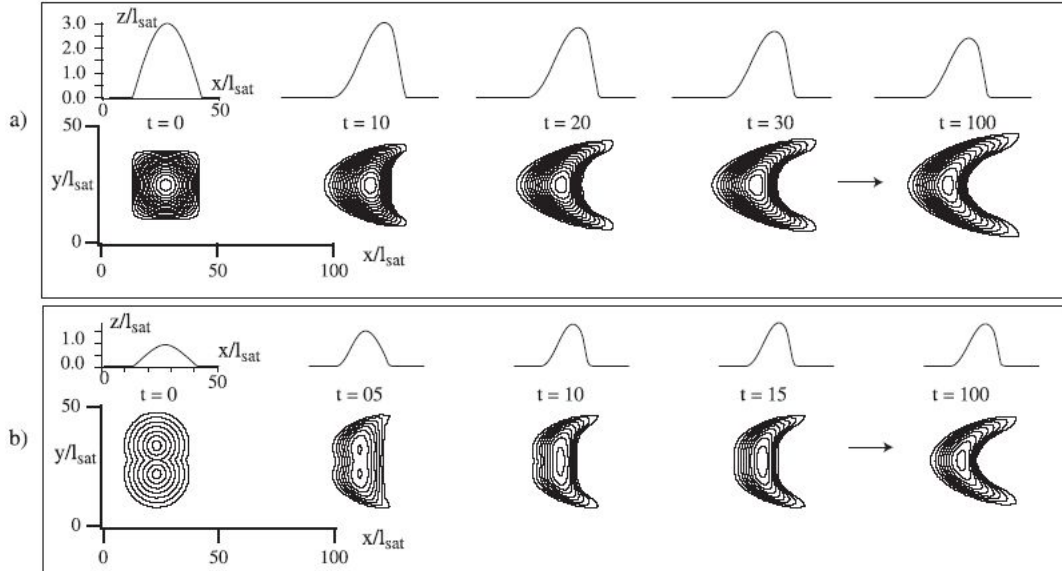 a)
z/lsat
3.0
2.0
1.0
0.0
x/lsat
0 50
t = 0 t = 10 t = 20 t = 30 t = 100
50
y/lsat
0
0 50 100
x/lsat
b)
z/lsat
1.0
0.0
x/lsat
0 50
t = 0 t = 05 t = 10 t = 15 t = 100
50
y/lsat
0
0 50 100
x/lsat